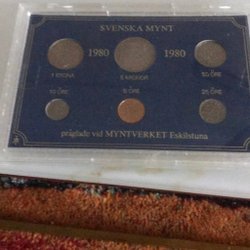 SVENSKA MYNT
1980 1980
1 KRONA 5 KRONOR 50 ÖRE
10 ÖRE 5 ÖRE 25 ÖRE
präglade vid MYNTVERKET Eskilstuna